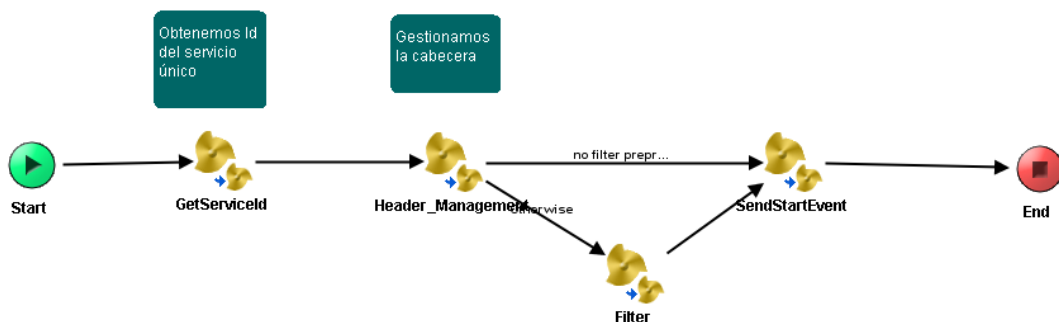 Obtenemos Id
del servicio
único
Gestionamos
la cabecera
no filter prepr...
Start
GetServiceId
Header_Management
otherwise
SendStartEvent
End
Filter